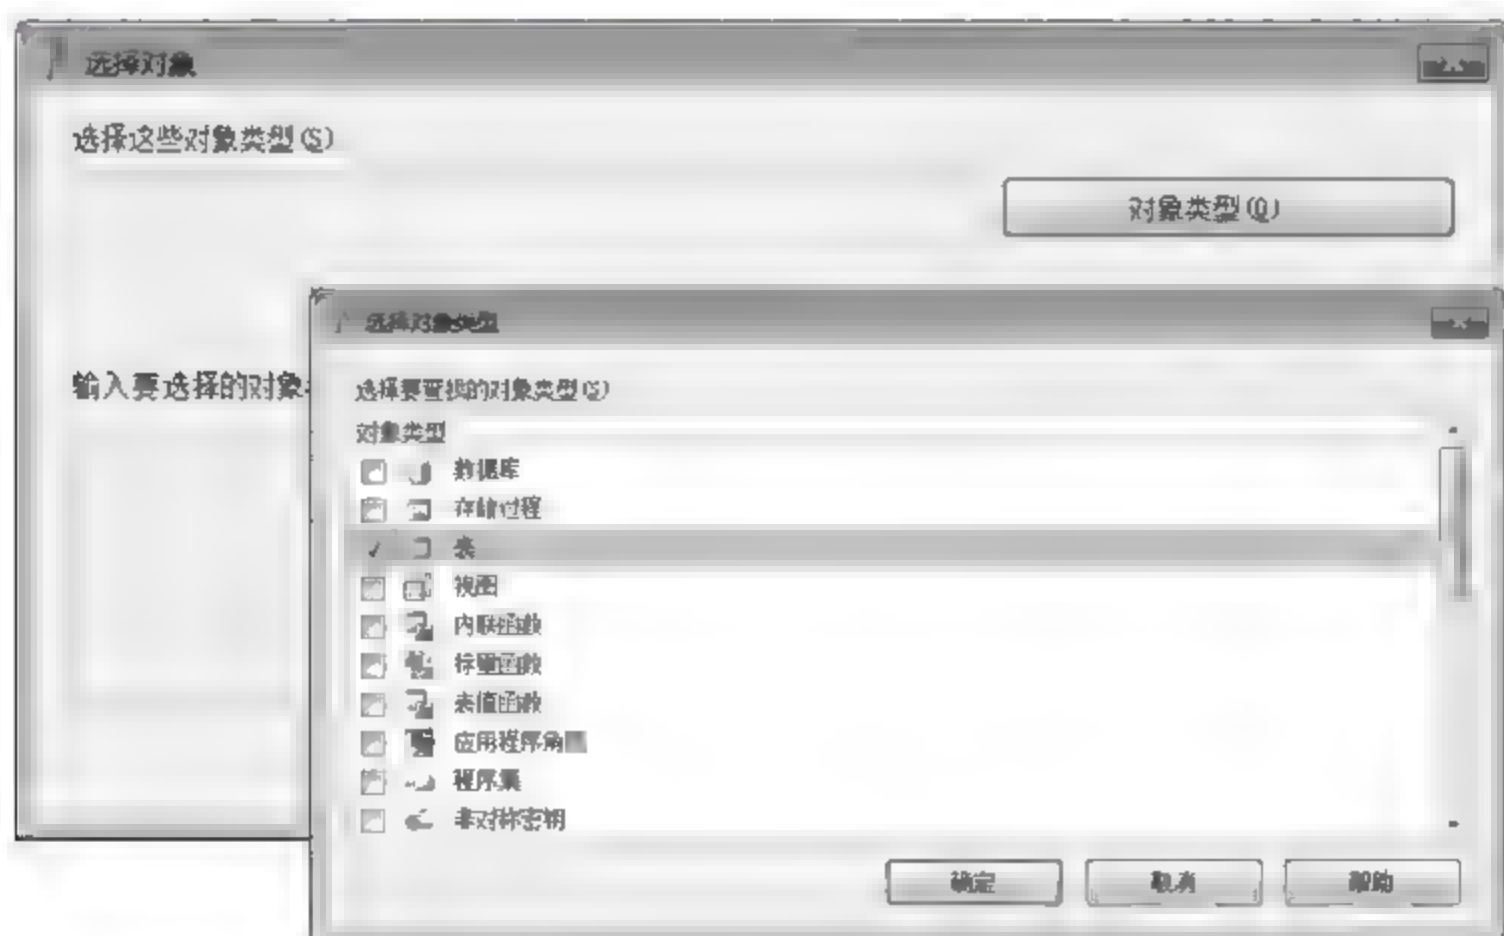 选择对象
选择这些对象类型(S)
对象类型(O)
输入要选择的对象
选择对象类型
选择要查找的对象类型(S)
对象类型
数据库
存储过程
表
视图
内联函数
标量函数
表值函数
应用程序角色
程序集
非对称密钥
确定
取消
帮助